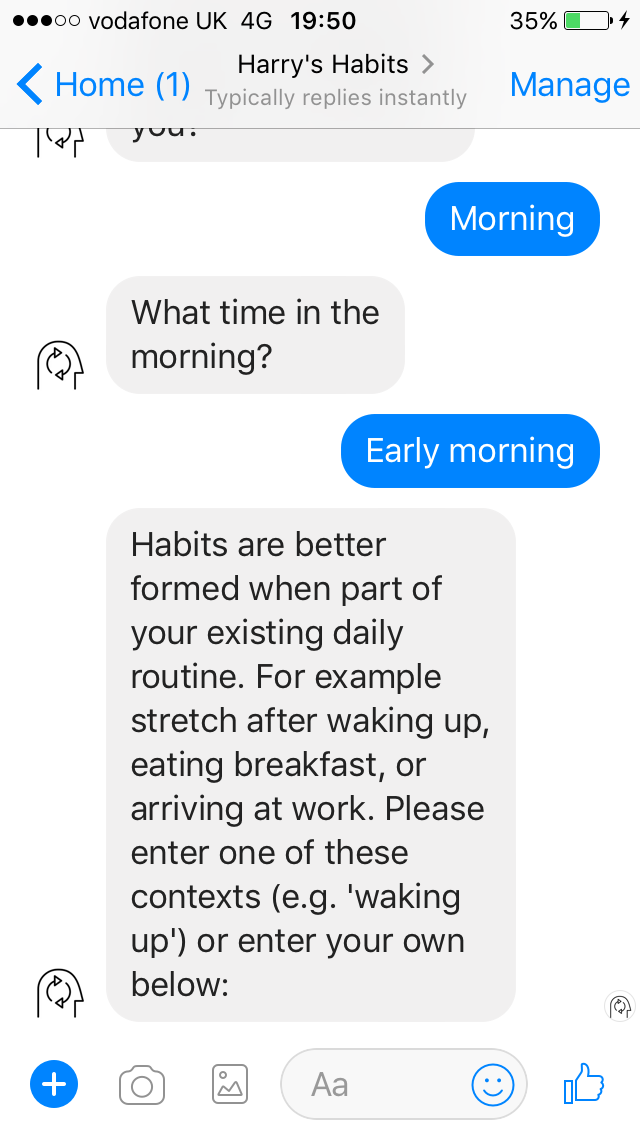 vodafone UK 4G 19:50 35%
Home (1) Harry's Habits Manage
Typically replies instantly
you?
Morning
What time in the
morning?
Early morning
Habits are better
formed when part of
your existing daily
routine. For example
stretch after waking up,
eating breakfast, or
arriving at work. Please
enter one of these
contexts (e.g. 'waking
up') or enter your own
below:
Aa